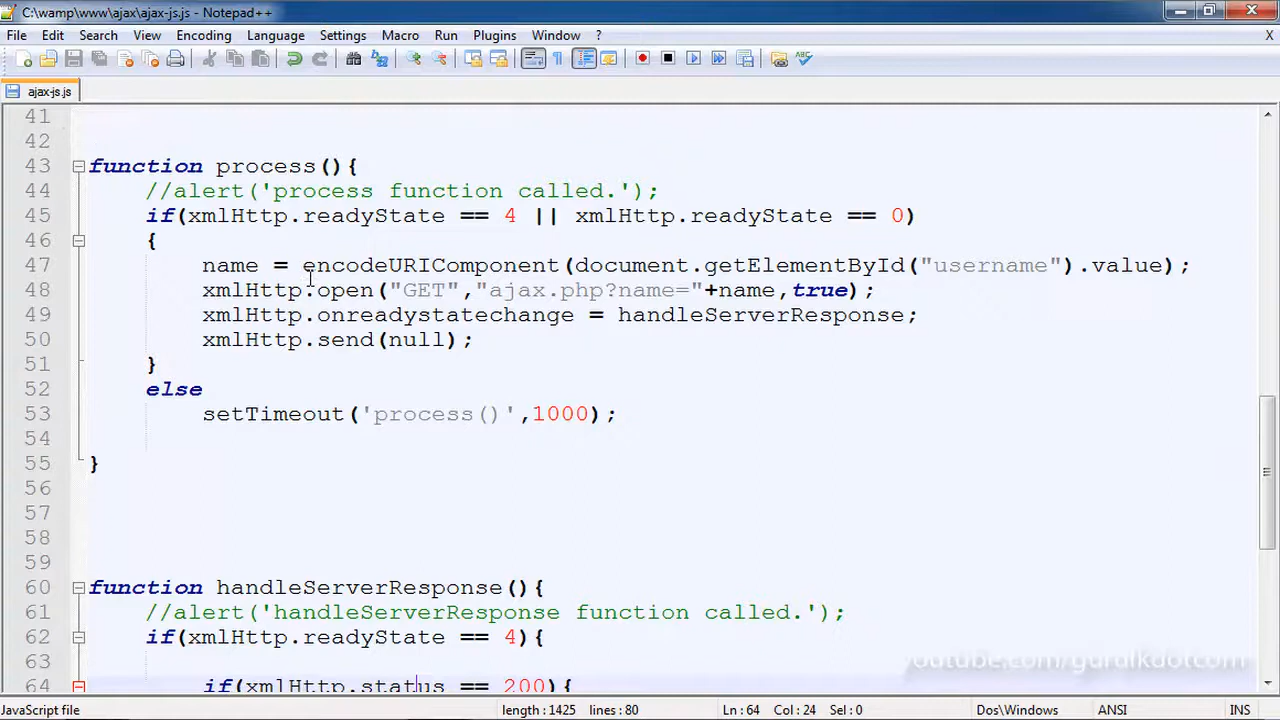 C:\wamp\www\ajax\ajax-js.js - Notepad++
File Edit Search View Encoding Language Settings Macro Run Plugins Window ? X
ajax-js.js
41
42
43 function process(){
44 //alert('process function called.');
45 if(xmlHttp.readyState == 4 || xmlHttp.readyState == 0)
46 {
47 name = encodeURIComponent(document.getElementById("username").value);
48 xmlHttp.open("GET","ajax.php?name="+name,true);
49 xmlHttp.onreadystatechange = handleServerResponse;
50 xmlHttp.send(null);
51 }
52 else
53 setTimeout('process()',1000);
54
55 }
56
57
58
59
60 function handleServerResponse(){
61 //alert('handleServerResponse function called.');
62 if(xmlHttp.readyState == 4){
63
64 if(xmlHttp.status == 200){
youtube.com/gurdikdotcom
JavaScript file length : 1425 lines : 80 Ln : 64 Col : 24 Sel : 0 Dos\Windows ANSI INS